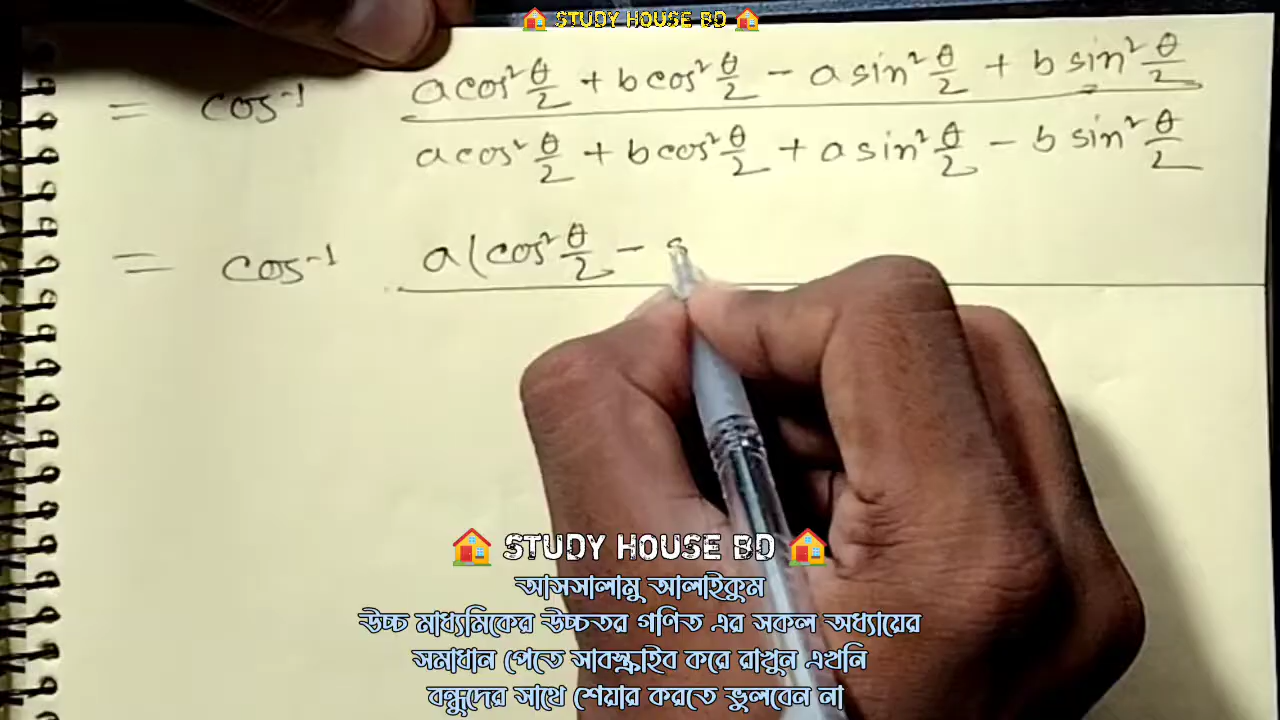 🏠 STUDY HOUSE BD 🏠
= cos⁻¹ (a cos² θ/2 + b cos² θ/2 − a sin² θ/2 + b sin² θ/2) / (a cos² θ/2 + b cos² θ/2 + a sin² θ/2 − b sin² θ/2)
= cos⁻¹ a(cos² θ/2 − s
🏠 STUDY HOUSE BD 🏠
আসসালামু আলাইকুম
উচ্চ মাধ্যমিকের উচ্চতর গণিত এর সকল অধ্যায়ের
সমাধান পেতে সাবস্ক্রাইব করে রাখুন এখনি
বন্ধুদের সাথে শেয়ার করতে ভুলবেন না